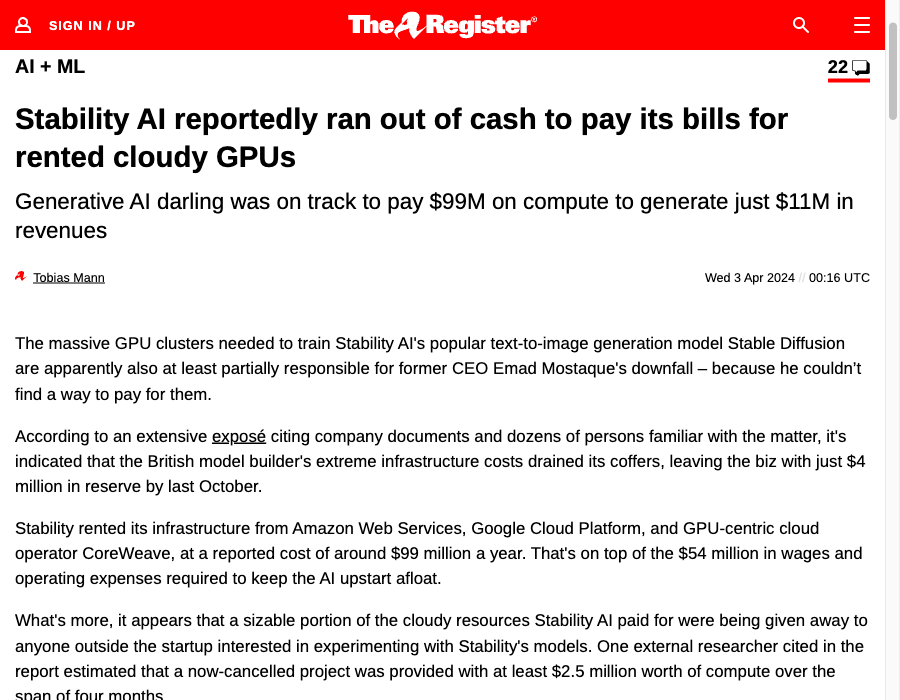 SIGN IN / UP
The Register®
AI + ML
22
Stability AI reportedly ran out of cash to pay its bills for
rented cloudy GPUs
Generative AI darling was on track to pay $99M on compute to generate just $11M in
revenues
Tobias Mann
Wed 3 Apr 2024 // 00:16 UTC
The massive GPU clusters needed to train Stability AI's popular text-to-image generation model Stable Diffusion
are apparently also at least partially responsible for former CEO Emad Mostaque's downfall – because he couldn't
find a way to pay for them.
According to an extensive exposé citing company documents and dozens of persons familiar with the matter, it's
indicated that the British model builder's extreme infrastructure costs drained its coffers, leaving the biz with just $4
million in reserve by last October.
Stability rented its infrastructure from Amazon Web Services, Google Cloud Platform, and GPU-centric cloud
operator CoreWeave, at a reported cost of around $99 million a year. That's on top of the $54 million in wages and
operating expenses required to keep the AI upstart afloat.
What's more, it appears that a sizable portion of the cloudy resources Stability AI paid for were being given away to
anyone outside the startup interested in experimenting with Stability's models. One external researcher cited in the
report estimated that a now-cancelled project was provided with at least $2.5 million worth of compute over the
span of four months.